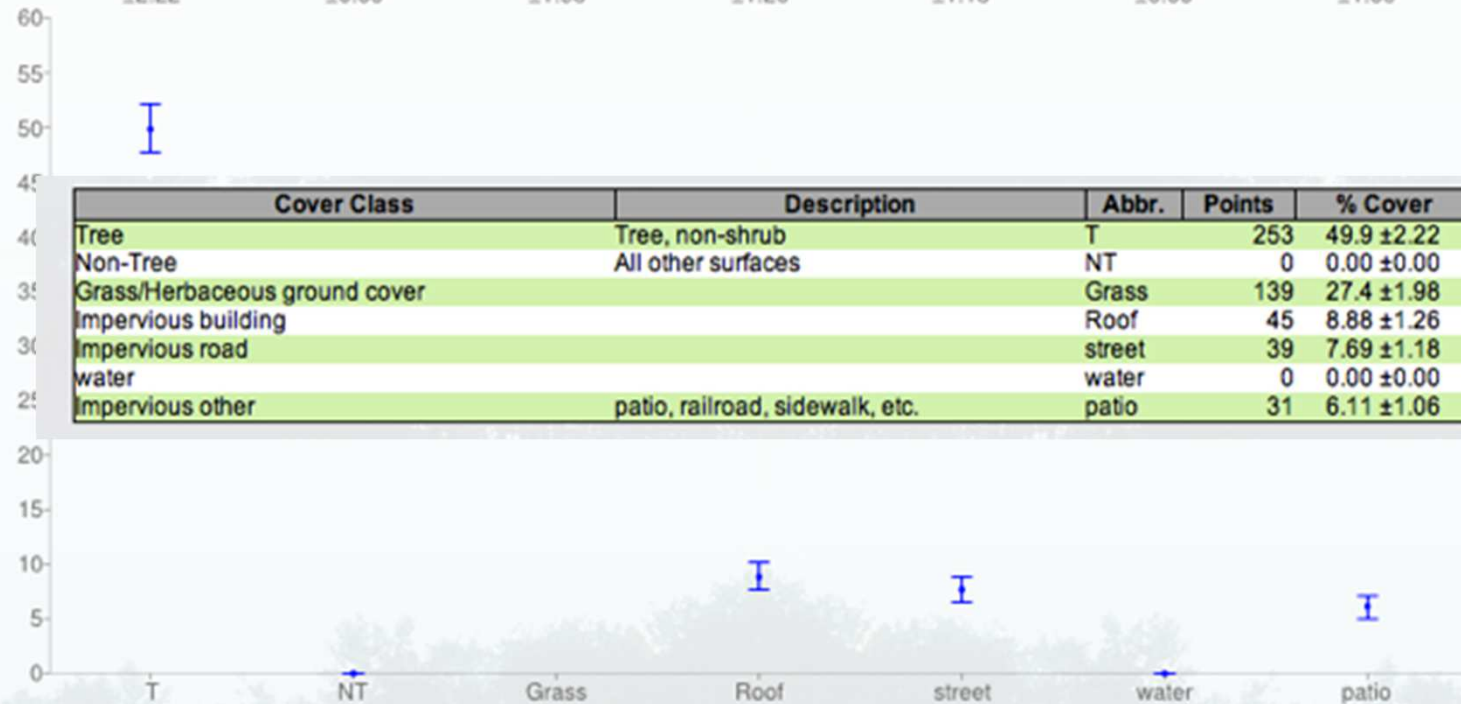 60
55
50
45
Cover Class Description Abbr. Points % Cover
Tree Tree, non-shrub T 253 49.9 ±2.22
Non-Tree All other surfaces NT 0 0.00 ±0.00
Grass/Herbaceous ground cover Grass 139 27.4 ±1.98
Impervious building Roof 45 8.88 ±1.26
Impervious road street 39 7.69 ±1.18
water water 0 0.00 ±0.00
Impervious other patio, railroad, sidewalk, etc. patio 31 6.11 ±1.06
20
15
10
5
0
T NT Grass Roof street water patio